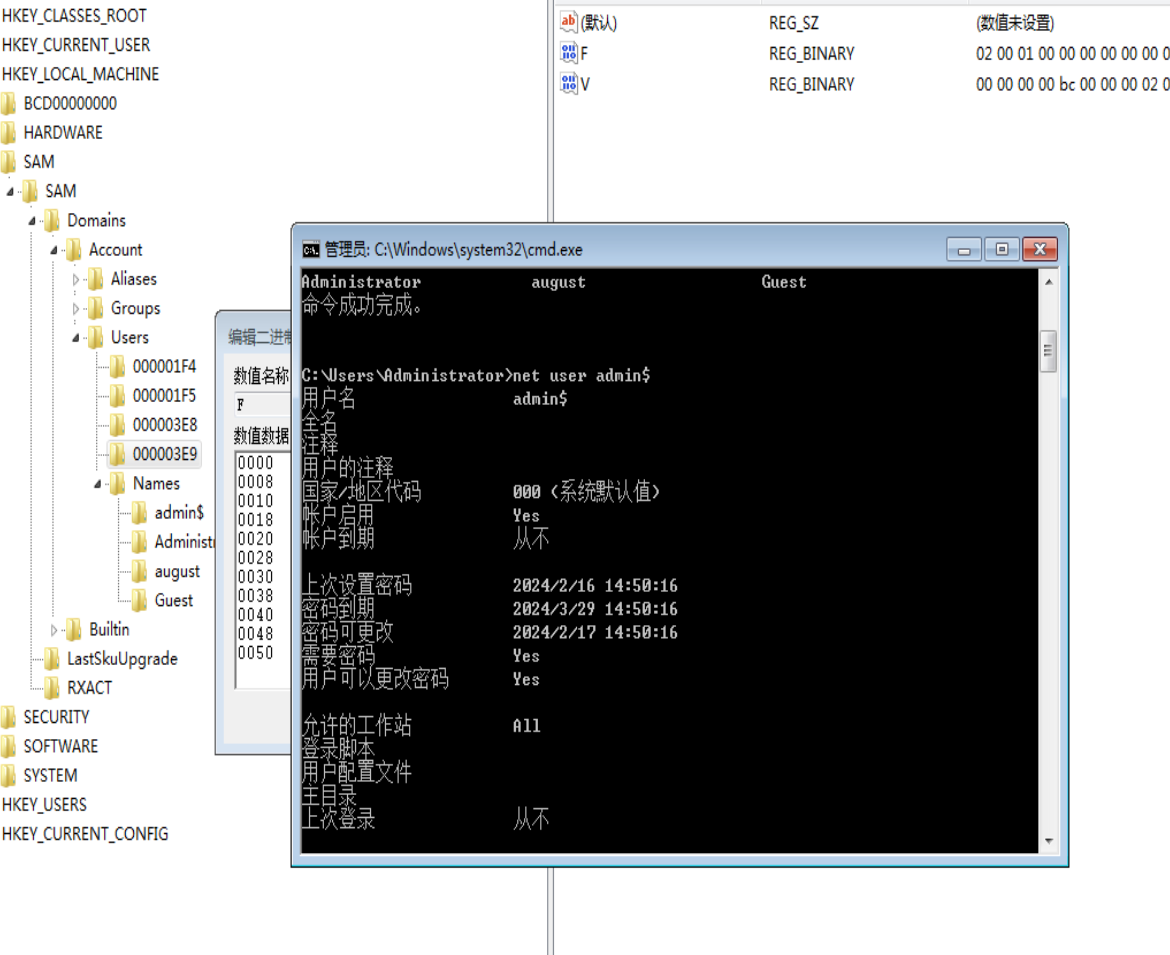 HKEY_CLASSES_ROOT
HKEY_CURRENT_USER
HKEY_LOCAL_MACHINE
BCD00000000
HARDWARE
SAM
SAM
Domains
Account
Aliases
Groups
Users
000001F4
000001F5
000003E8
000003E9
Names
admin$
Administr
august
Guest
Builtin
LastSkuUpgrade
RXACT
SECURITY
SOFTWARE
SYSTEM
HKEY_USERS
HKEY_CURRENT_CONFIG
(默认) REG_SZ (数值未设置)
F REG_BINARY 02 00 01 00 00 00 00 00 00 0
V REG_BINARY 00 00 00 00 bc 00 00 00 02 0
编辑二进制
数值名称
F
数值数据
0000
0008
0010
0018
0020
0028
0030
0038
0040
0048
0050
管理员: C:\Windows\system32\cmd.exe
Administrator august Guest
命令成功完成。
C:\Users\Administrator>net user admin$
用户名 admin$
全名
注释
用户的注释
国家/地区代码 000 (系统默认值)
帐户启用 Yes
帐户到期 从不
上次设置密码 2024/2/16 14:50:16
密码到期 2024/3/29 14:50:16
密码可更改 2024/2/17 14:50:16
需要密码 Yes
用户可以更改密码 Yes
允许的工作站 All
登录脚本
用户配置文件
主目录
上次登录 从不